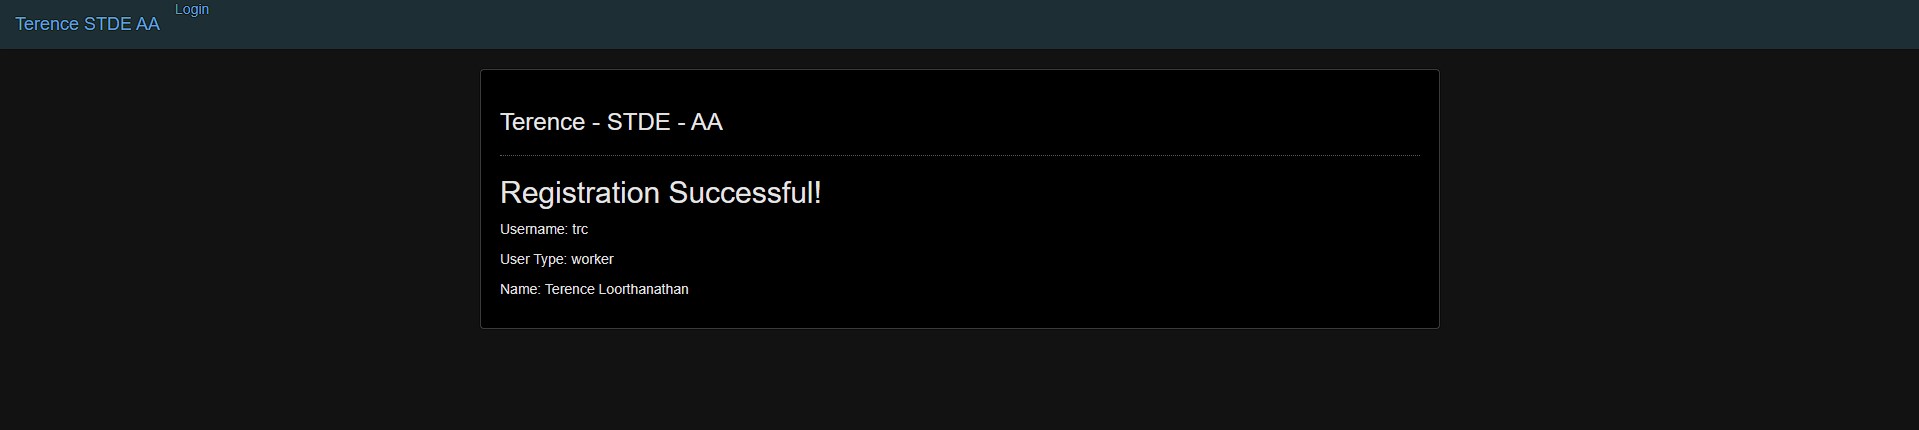 Terence STDE AA
Login
Terence - STDE - AA
Registration Successful!
Username: trc
User Type: worker
Name: Terence Loorthanathan